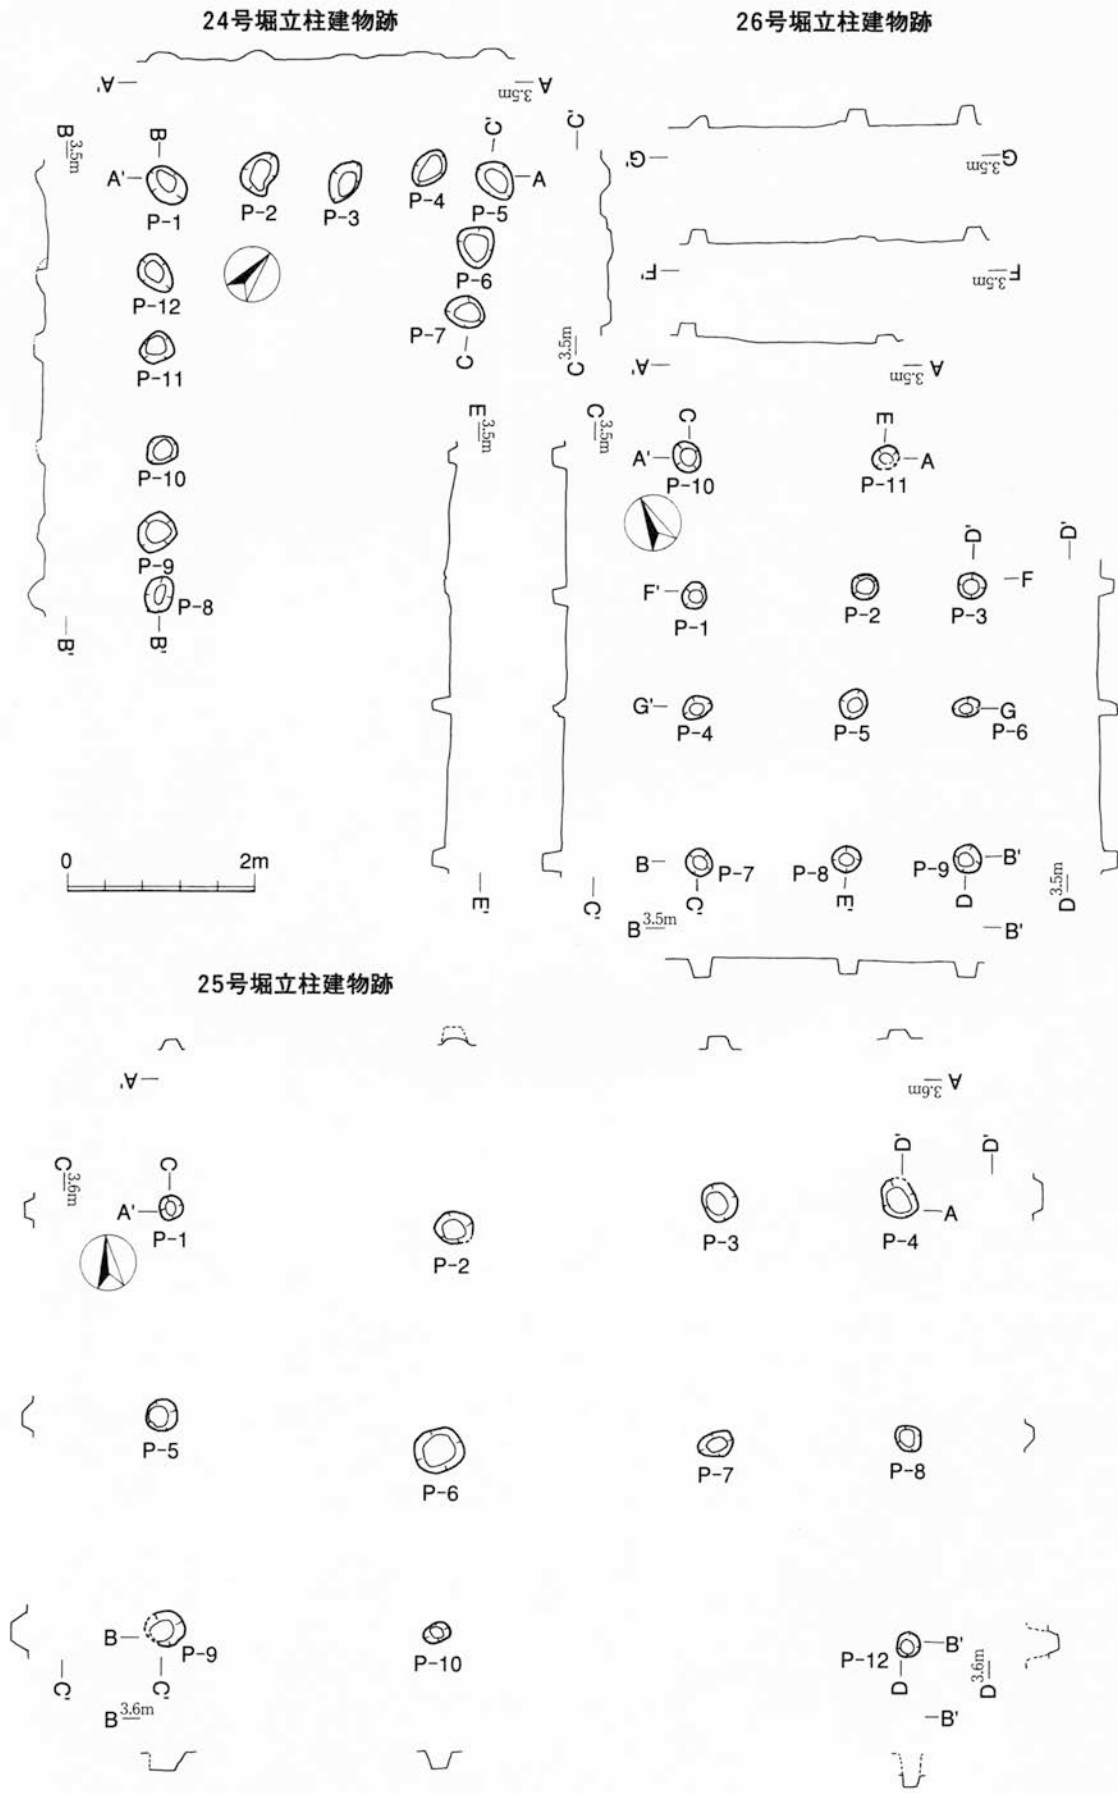 24号堀立柱建物跡
A'
A
3.5m
B
3.5m
B
C'
A'
A
P-1
P-2
P-3
P-4
P-5
P-6
P-7
C
P-12
P-11
P-10
P-9
P-8
B'
B'
C'
C
3.5m
0
2m
26号堀立柱建物跡
G'
G
3.5m
F'
F
3.5m
A'
A
3.5m
E
3.5m
E'
C
3.5m
C'
C
A'
P-10
E
A
P-11
F'
P-1
P-2
D'
F
P-3
D'
G'
P-4
P-5
G
P-6
B
P-7
C'
P-8
E'
P-9
B'
D
D
3.5m
B
3.5m
B'
25号堀立柱建物跡
A'
A
3.6m
C
3.6m
C
A'
P-1
P-2
P-3
D'
A
P-4
D'
P-5
P-6
P-7
P-8
B
P-9
C'
C'
B
3.6m
P-10
P-12
B'
D
D
3.6m
B'